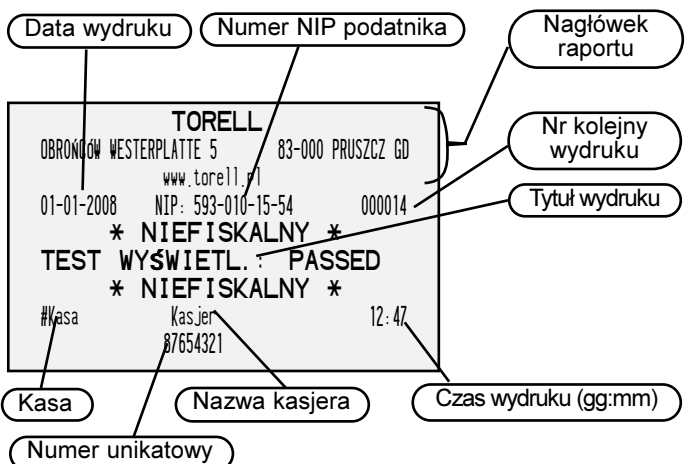 Data wydruku
Numer NIP podatnika
Nagłówek
raportu
TORELL
OBROŃCÓW WESTERPLATTE 5 83-000 PRUSZCZ GD
www.torell.pl
Nr kolejny
wydruku
01-01-2008 NIP: 593-010-15-54 000014
Tytuł wydruku
* NIEFISKALNY *
TEST WYŚWIETL.: PASSED
* NIEFISKALNY *
#Kasa Kasjer 12:47
87654321
Kasa
Nazwa kasjera
Czas wydruku (gg:mm)
Numer unikatowy